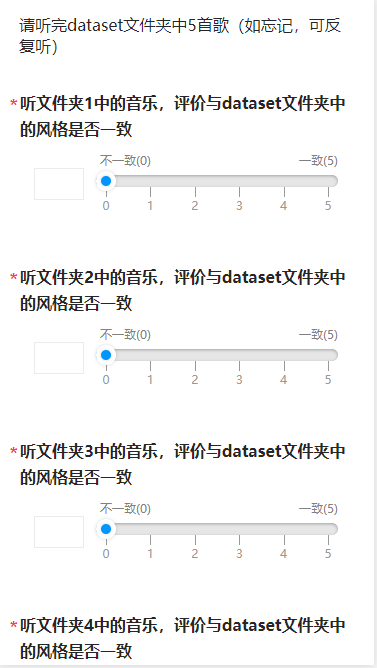 请听完dataset文件夹中5首歌（如忘记，可反
复听）
*听文件夹1中的音乐，评价与dataset文件夹中
的风格是否一致
不一致(0) 一致(5)
0 1 2 3 4 5
*听文件夹2中的音乐，评价与dataset文件夹中
的风格是否一致
不一致(0) 一致(5)
0 1 2 3 4 5
*听文件夹3中的音乐，评价与dataset文件夹中
的风格是否一致
不一致(0) 一致(5)
0 1 2 3 4 5
*听文件夹4中的音乐，评价与dataset文件夹中
的风格是否一致